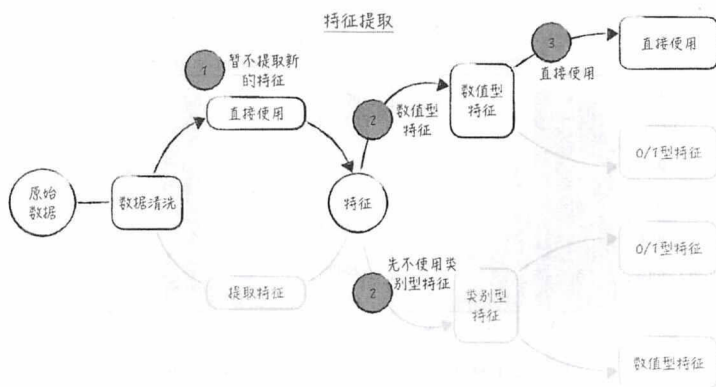 特征提取
1
暂不提取新
的特征
直接使用
原始
数据
数据清洗
提取特征
特征
2
数值型
特征
数值型
特征
3
直接使用
直接使用
0/1型特征
2
先不使用类
别型特征
类别型
特征
0/1型特征
数值型特征